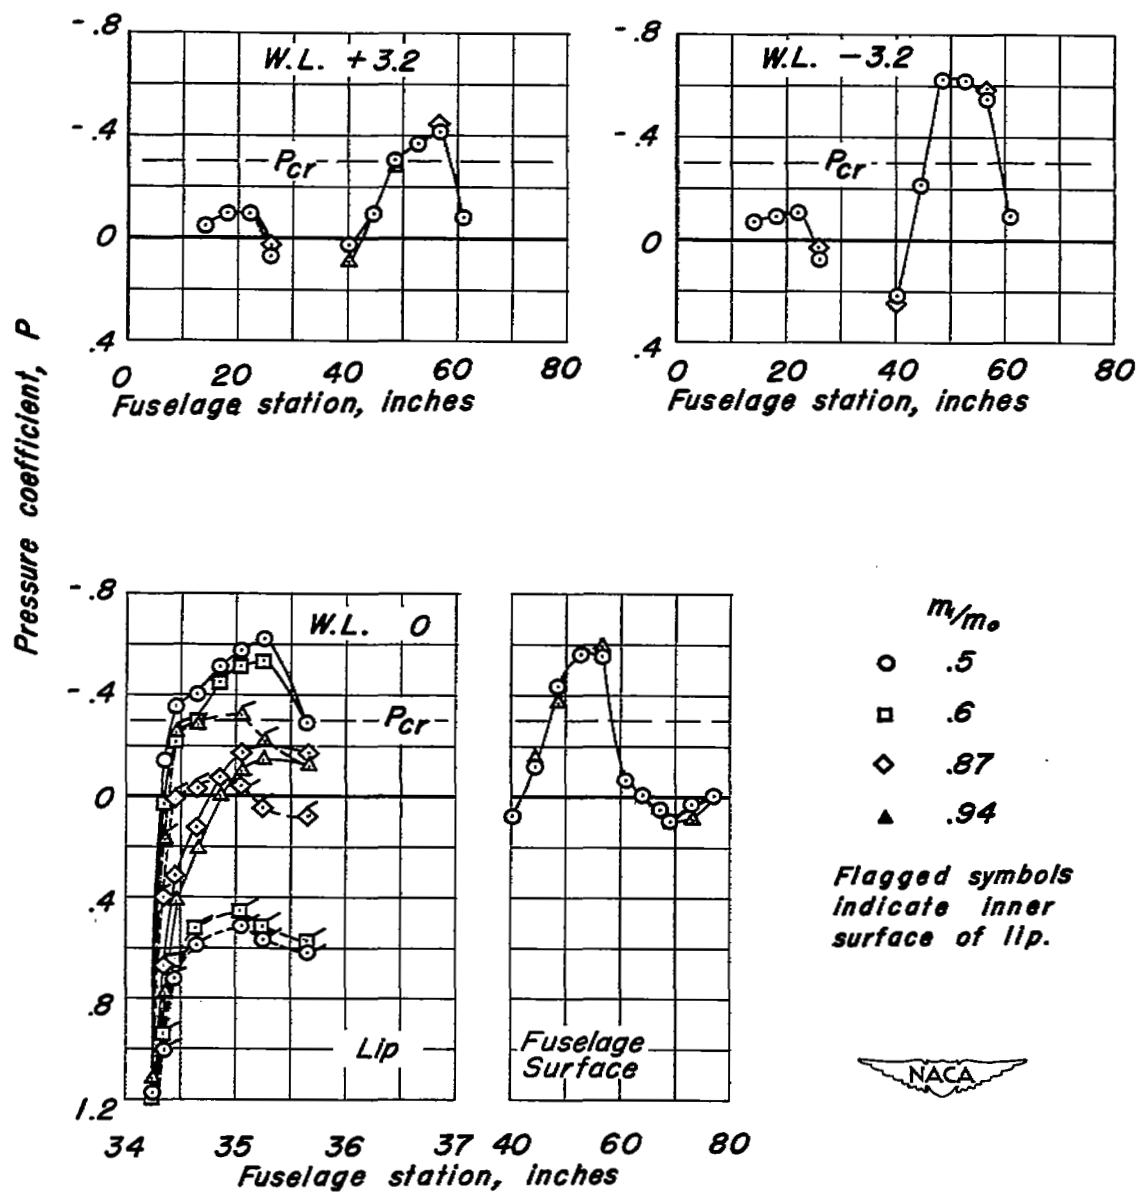 Pressure coefficient, P
-.8
-.4
0
.4
W.L. +3.2
Pcr
0 20 40 60 80
Fuselage station, inches
-.8
-.4
0
.4
W.L. -3.2
Pcr
0 20 40 60 80
Fuselage station, inches
-.8
-.4
0
.4
.8
1.2
W.L. 0
Pcr
Lip
34 35 36 37
Fuselage Surface
40 60 80
Fuselage station, inches
m₁/m₀
.5
.6
.87
.94
Flagged symbols
indicate inner
surface of lip.
NACA